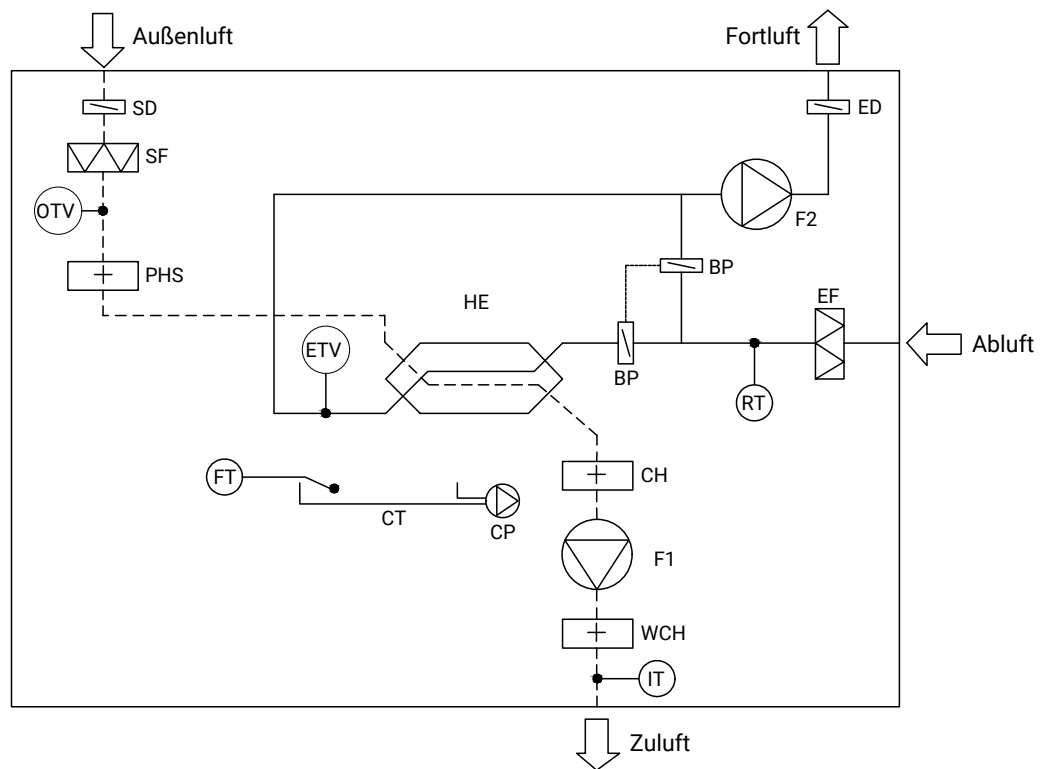 Außenluft
Fortluft
SD
ED
SF
OTV
F2
BP
PHS
HE
EF
ETV
BP
Abluft
RT
FT
CH
CT
CP
F1
WCH
IT
Zuluft